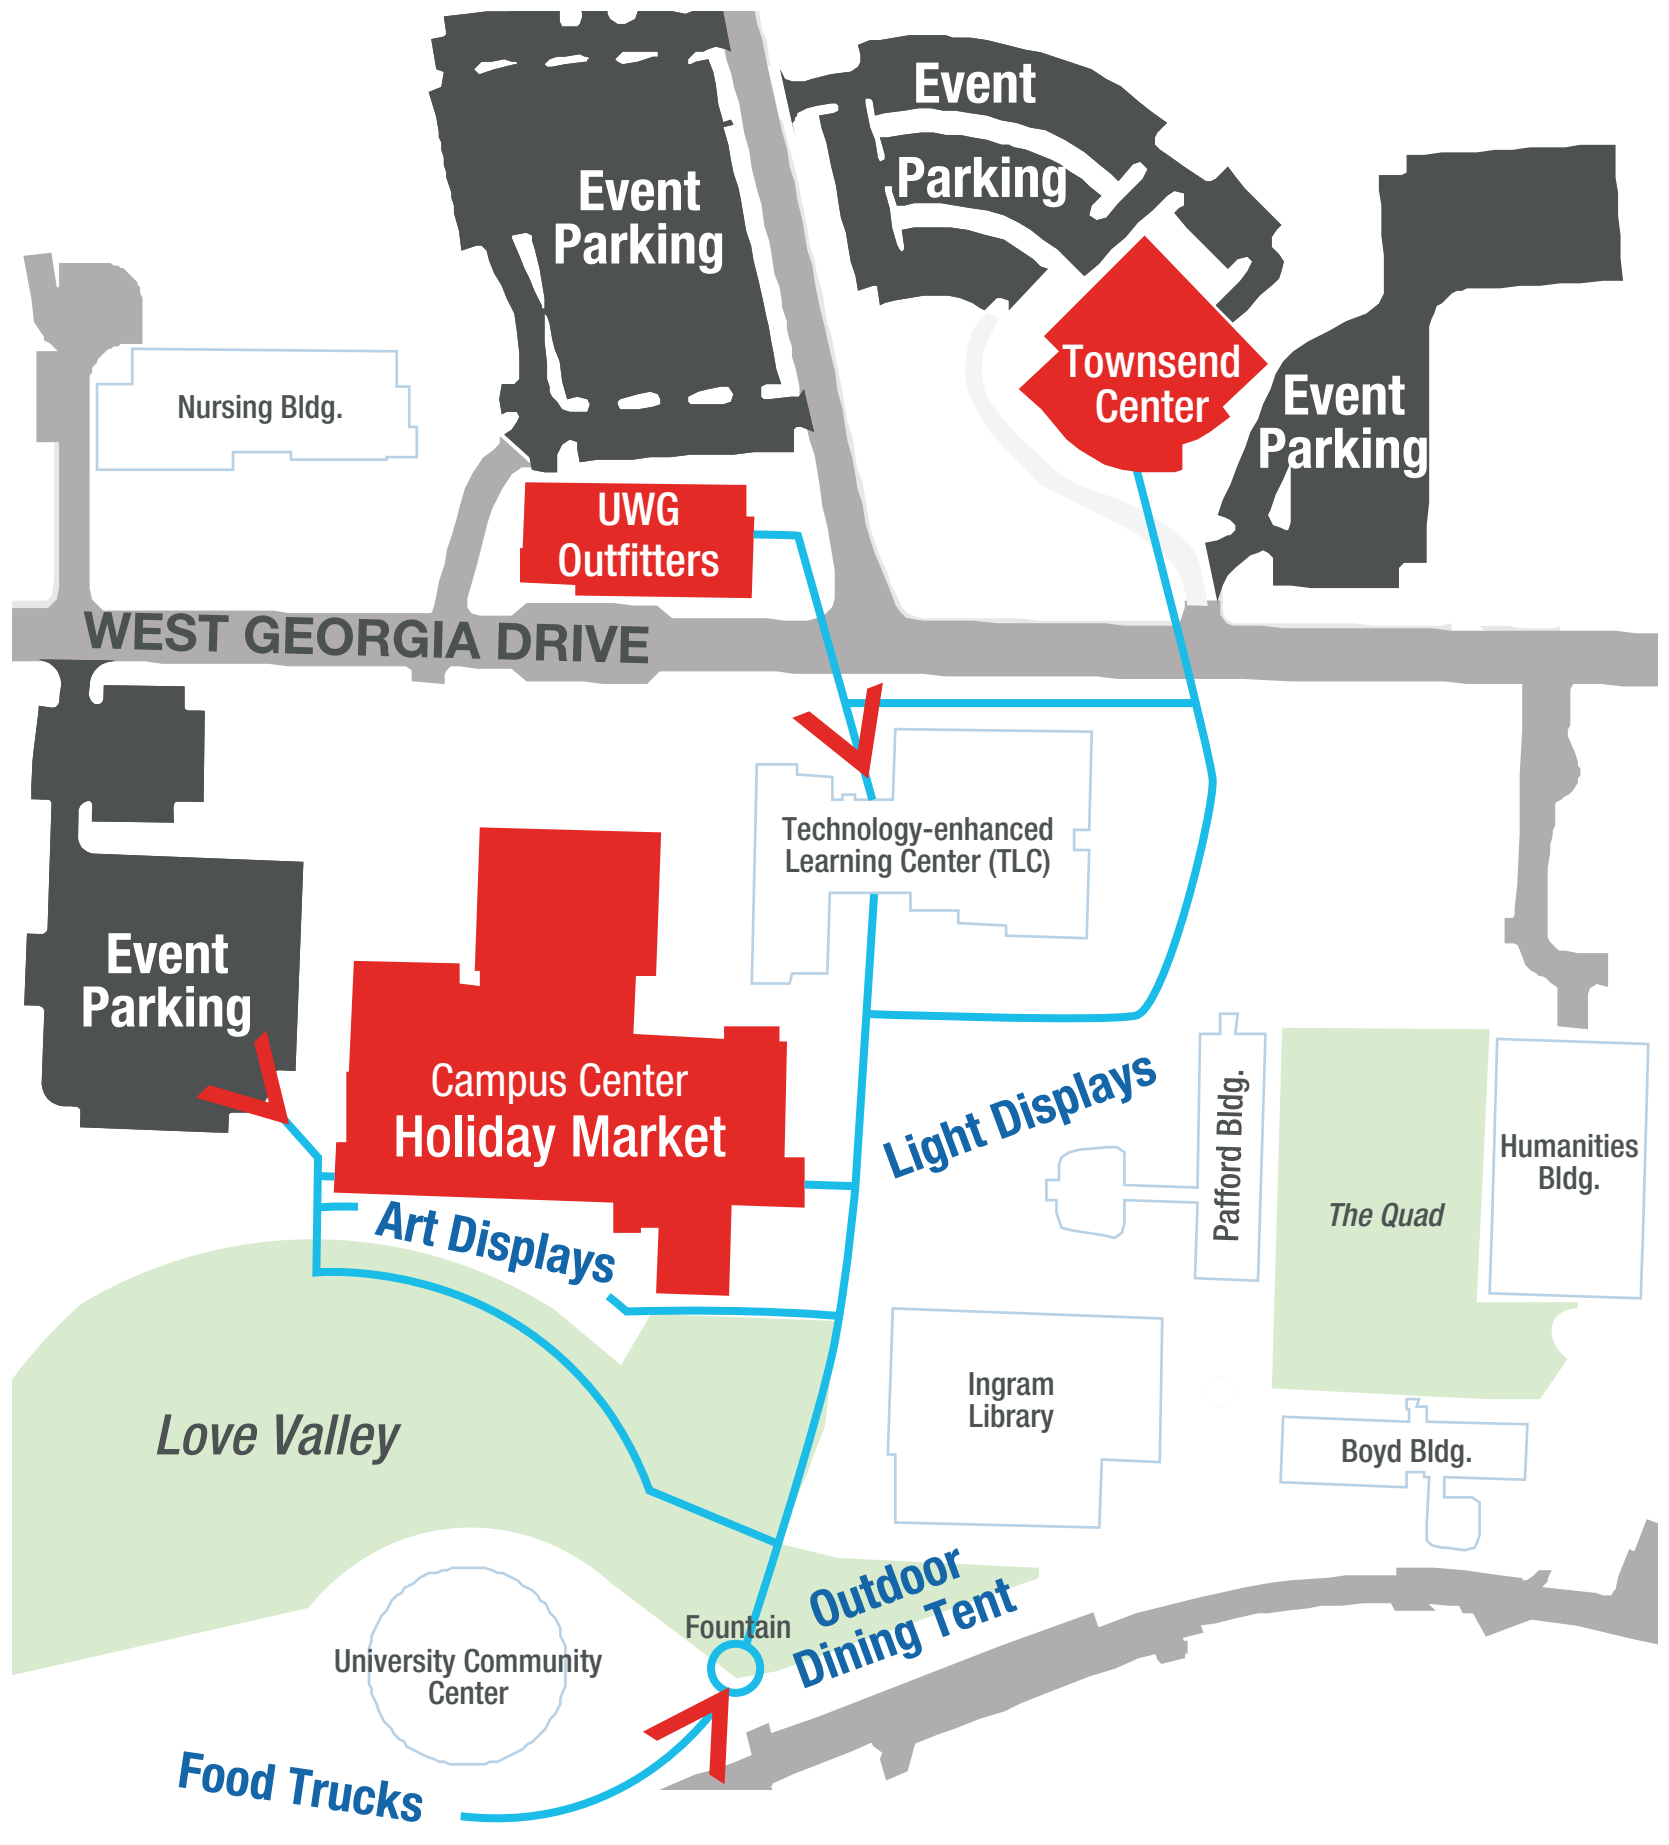 Event
Parking
Event
Parking
Townsend
Center
Event
Parking
Nursing Bldg.
UWG
Outfitters
WEST GEORGIA DRIVE
Technology-enhanced
Learning Center (TLC)
Event
Parking
Campus Center
Holiday Market
Light Displays
Pafford Bldg.
Humanities
Bldg.
The Quad
Art Displays
Ingram
Library
Love Valley
Boyd Bldg.
Outdoor
Dining Tent
Fountain
University Community
Center
Food Trucks